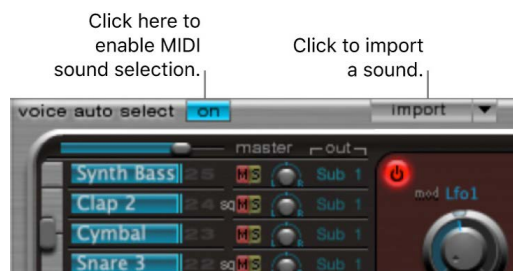 Click here to
enable MIDI
sound selection.
Click to import
a sound.
voice auto select on import
master out
Synth Bass 25 M S R Sub 1
Clap 2 24 sq M S R Sub 1
mod Lfo1
Cymbal 23 M S R Sub 1
Snare 3 22 sq M S Sub 1